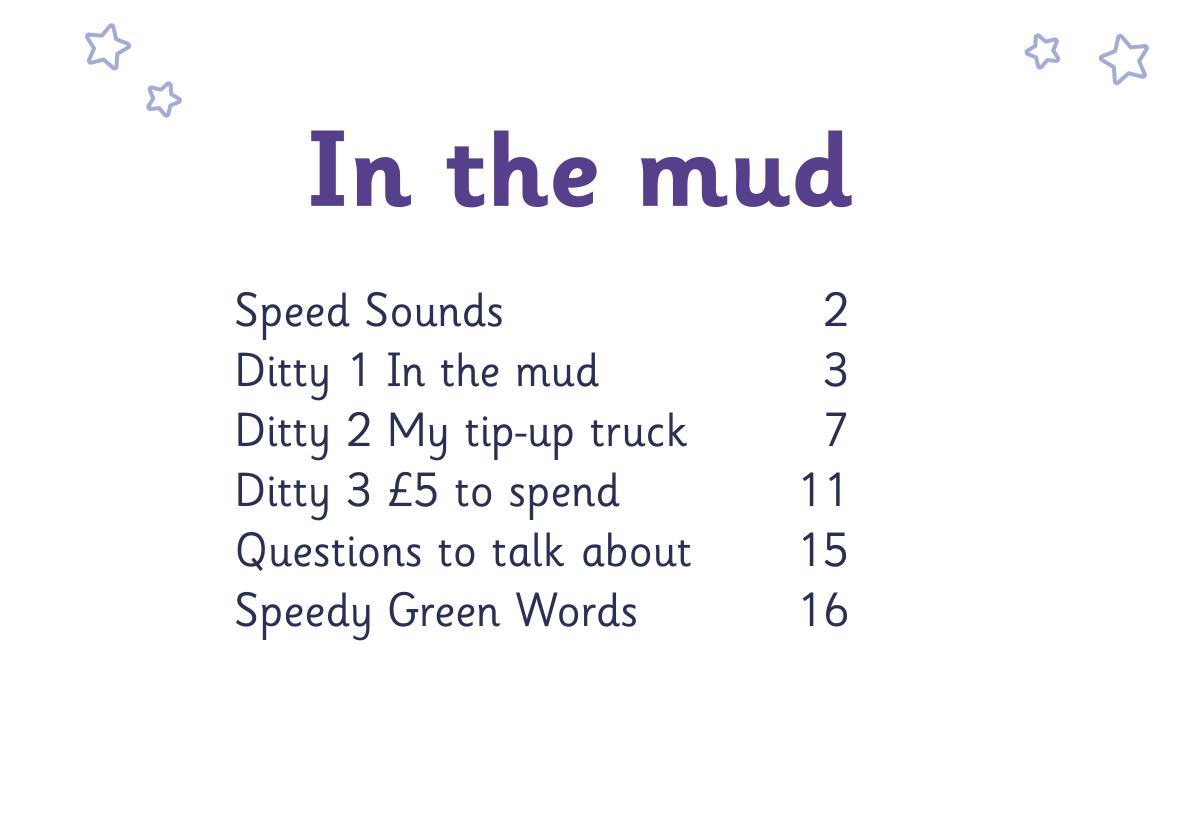 In the mud
Speed Sounds 2
Ditty 1 In the mud 3
Ditty 2 My tip-up truck 7
Ditty 3 £5 to spend 11
Questions to talk about 15
Speedy Green Words 16